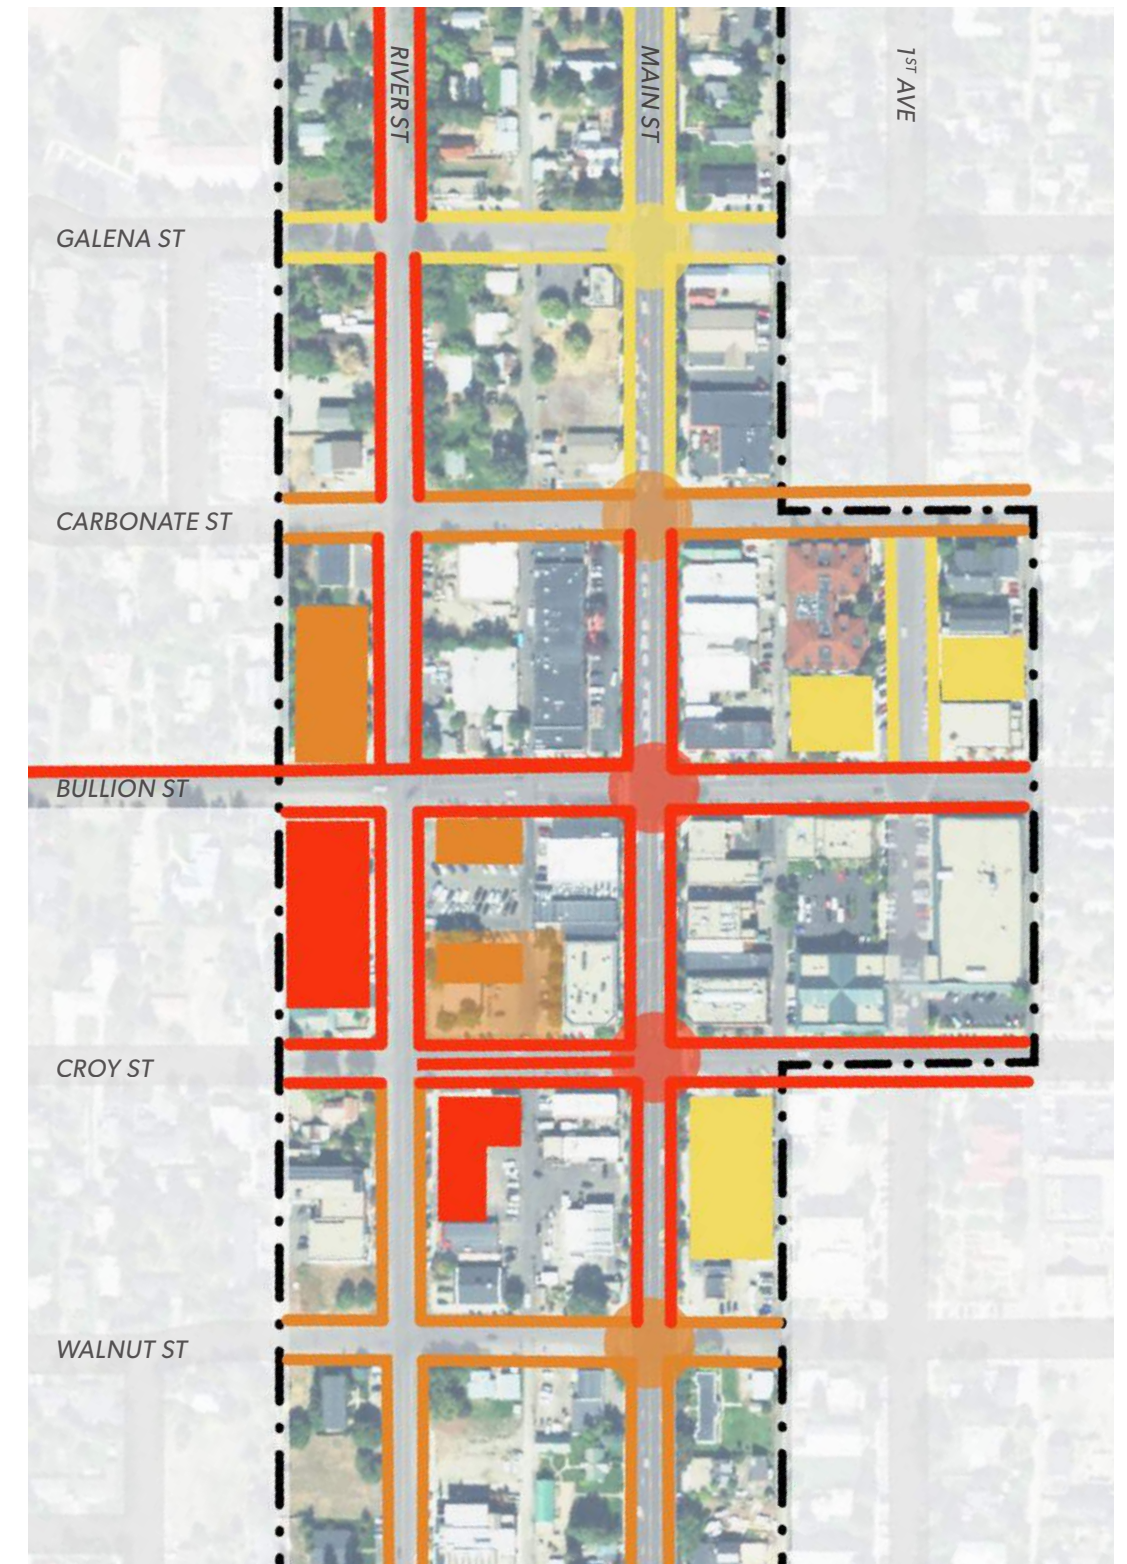 RIVER ST
MAIN ST
1ST AVE
GALENA ST
CARBONATE ST
BULLION ST
CROY ST
WALNUT ST